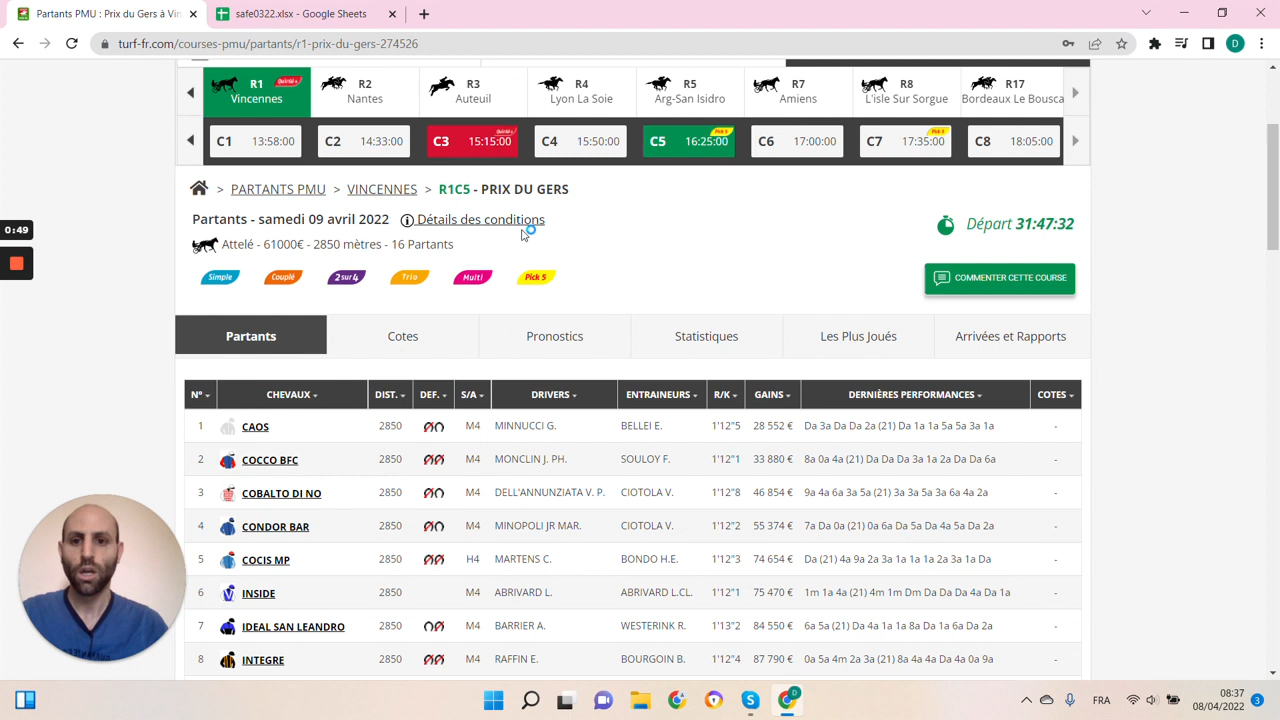 Partants PMU : Prix du Gers à Vin
safe0322.xlsx - Google Sheets
turf-fr.com/courses-pmu/partants/r1-prix-du-gers-274526
D
R1 Quinté+ R2 R3 R4 R5 R7 R8 R17
Vincennes Nantes Auteuil Lyon La Soie Arg-San Isidro Amiens L'isle Sur Sorgue Bordeaux Le Bousca
C1 13:58:00 C2 14:33:00 C3 15:15:00 Quinté+ C4 15:50:00 C5 16:25:00 Pick 5 C6 17:00:00 C7 17:35:00 Pick 5 C8 18:05:00
> PARTANTS PMU > VINCENNES > R1C5 - PRIX DU GERS
Partants - samedi 09 avril 2022 Détails des conditions
Départ 31:47:32
Attelé - 61000€ - 2850 mètres - 16 Partants
Simple Couplé 2 sur 4 Trio Multi Pick 5
COMMENTER CETTE COURSE
0:49
Partants Cotes Pronostics Statistiques Les Plus Joués Arrivées et Rapports
N° CHEVAUX DIST. DEF. S/A DRIVERS ENTRAINEURS R/K GAINS DERNIÈRES PERFORMANCES COTES
1 CAOS 2850 M4 MINNUCCI G. BELLEI E. 1'12"5 28 552 € Da 3a Da Da 2a (21) Da 1a 1a 5a 5a 3a 1a -
2 COCCO BFC 2850 M4 MONCLIN J. PH. SOULOY F. 1'12"1 33 880 € 8a 0a 4a (21) Da Da Da 3a 1a 2a Da Da 6a -
3 COBALTO DI NO 2850 M4 DELL'ANNUNZIATA V. P. CIOTOLA V. 1'12"8 46 854 € 9a 4a 6a 3a 5a (21) 3a 3a 5a 3a 6a 4a 2a -
4 CONDOR BAR 2850 M4 MINOPOLI JR MAR. CIOTOLA V. 1'12"2 55 374 € 7a Da 0a (21) 0a 6a Da 5a Da 4a 5a Da 2a -
5 COCIS MP 2850 H4 MARTENS C. BONDO H.E. 1'12"3 74 654 € Da (21) 4a 9a 2a 3a 1a 1a 1a 2a 3a 1a Da -
6 INSIDE 2850 M4 ABRIVARD L. ABRIVARD L.CL. 1'12"1 75 470 € 1m 1a 4a (21) 4m 1m Dm Da Da Da 4a Da 1a -
7 IDEAL SAN LEANDRO 2850 M4 BARRIER A. WESTERINK R. 1'13"2 84 550 € 6a 5a (21) Da 4a 1a 1a 8a Da 1a 6a Da 2a -
8 INTEGRE 2850 M4 RAFFIN E. BOURGOIN B. 1'12"4 87 790 € 0a 5a 4m 2a 3a (21) 8a 4a 4a Da 4a 0a 9a -
FRA
08:37
08/04/2022
3